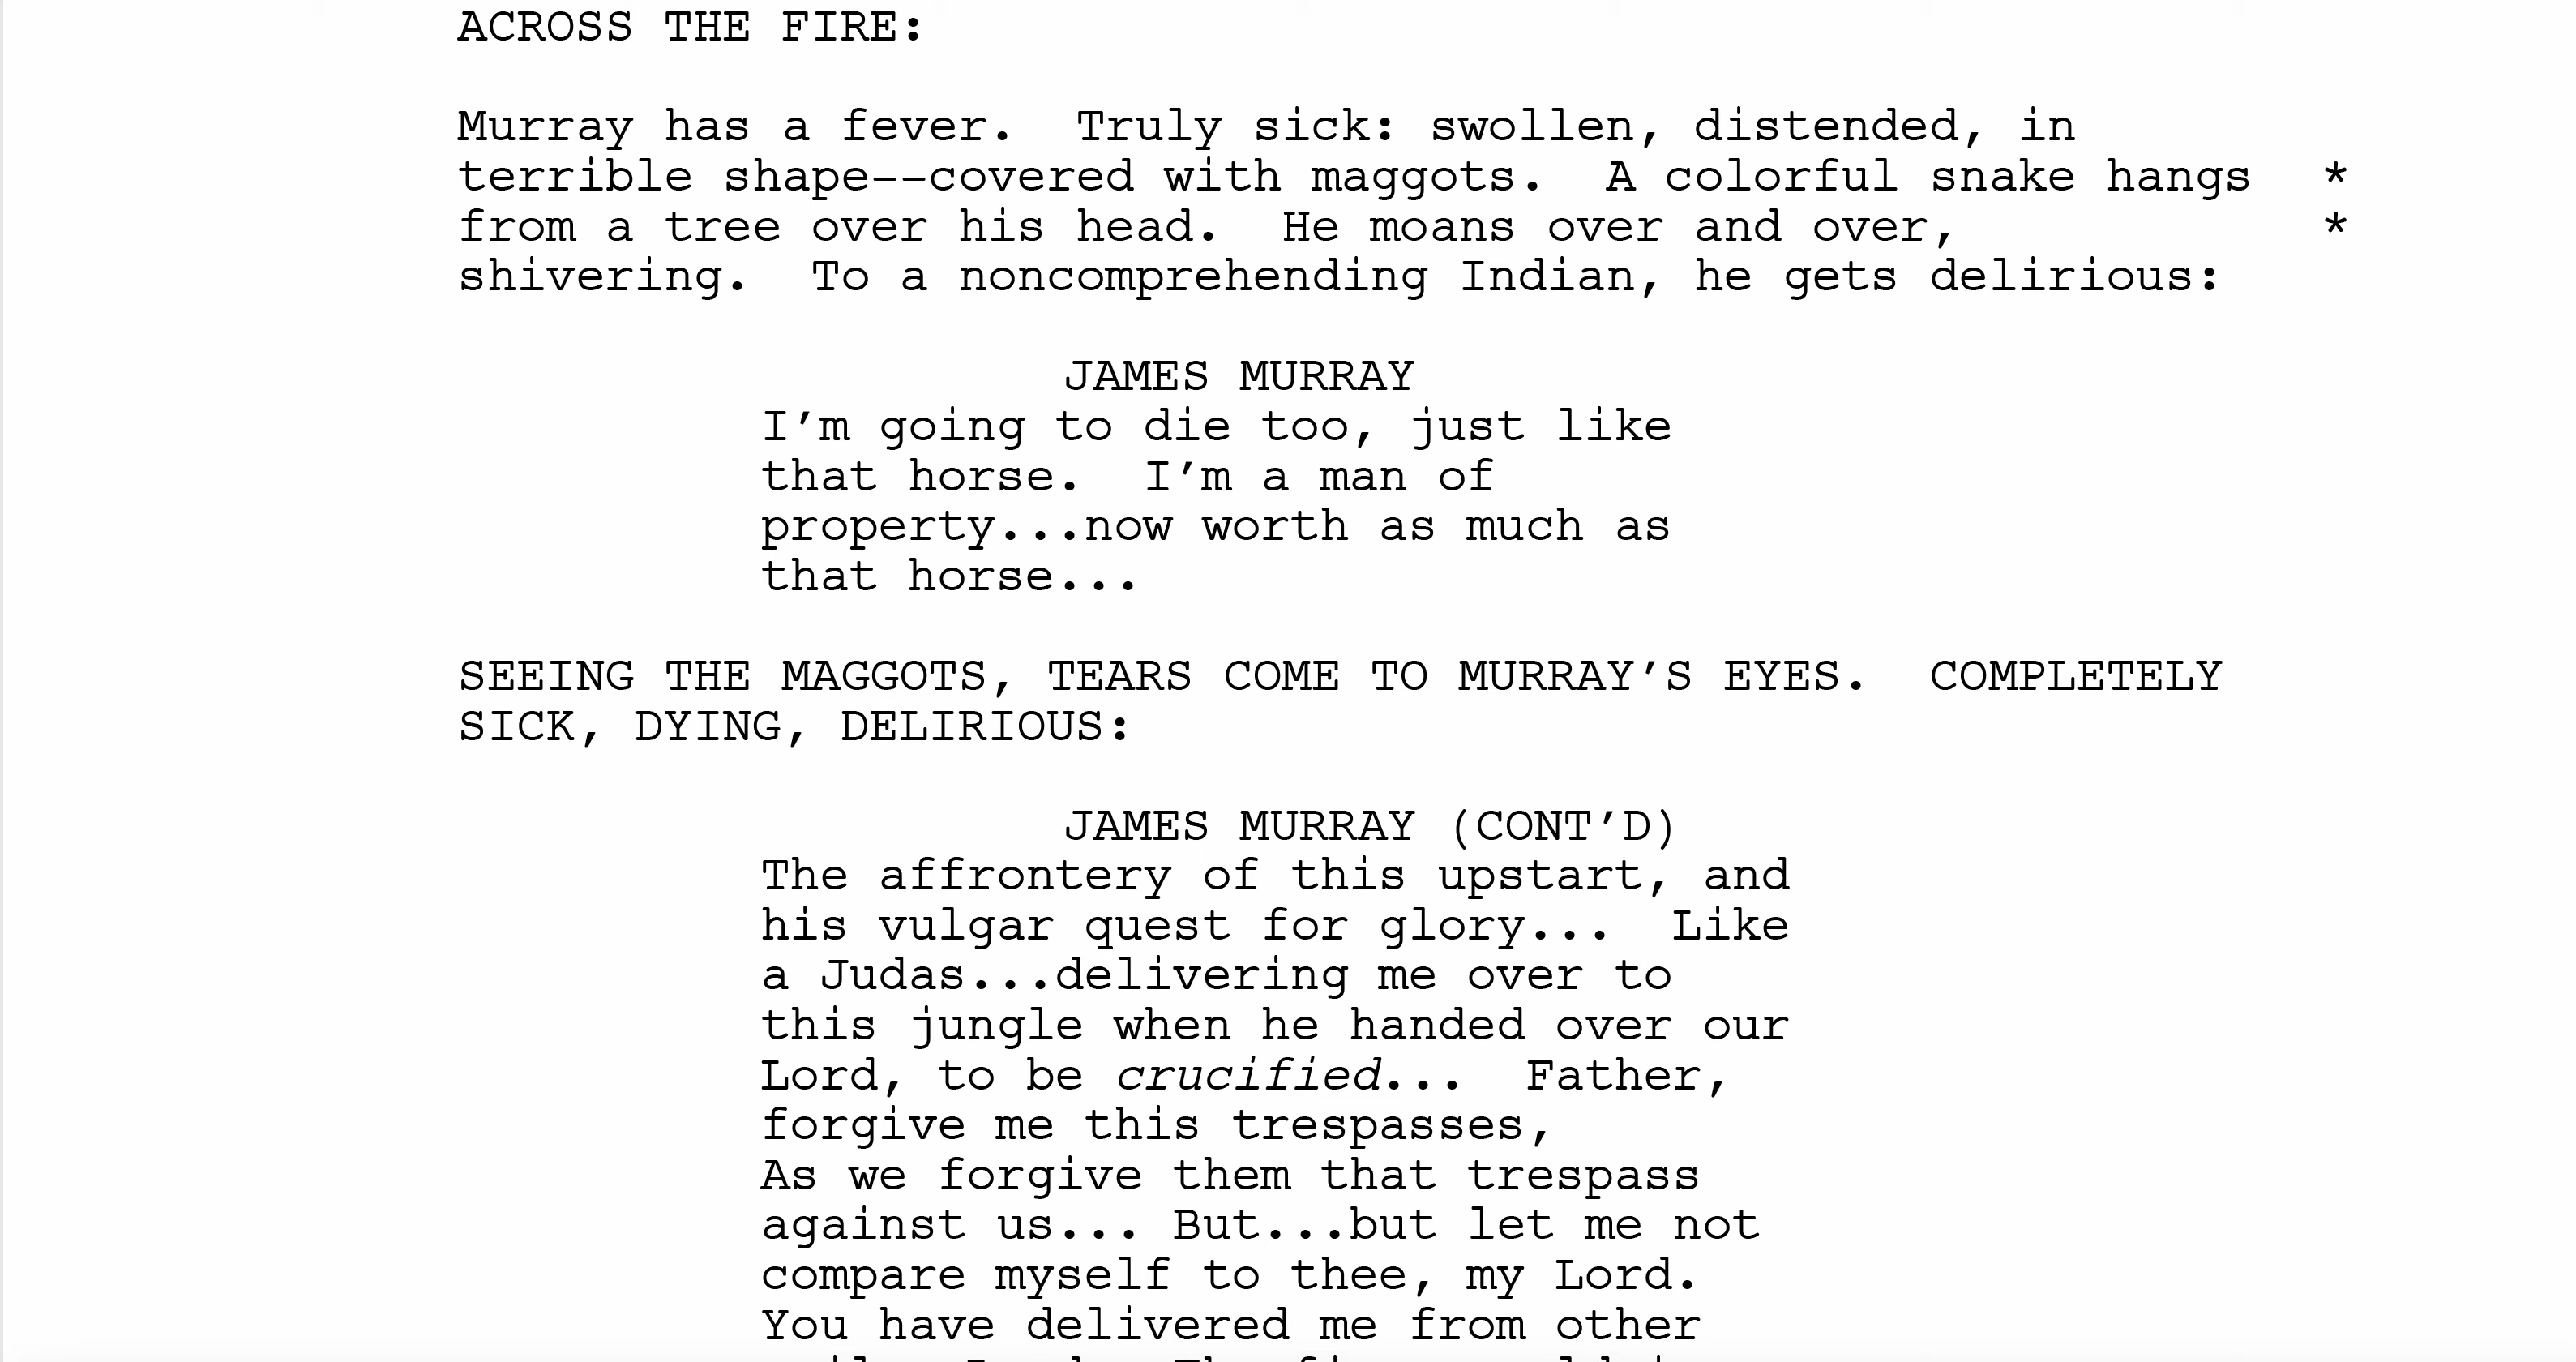 ACROSS THE FIRE:
Murray has a fever.  Truly sick: swollen, distended, in
terrible shape--covered with maggots.  A colorful snake hangs *
from a tree over his head.  He moans over and over, *
shivering.  To a noncomprehending Indian, he gets delirious:
JAMES MURRAY
I’m going to die too, just like
that horse.  I’m a man of
property...now worth as much as
that horse...
SEEING THE MAGGOTS, TEARS COME TO MURRAY’S EYES.  COMPLETELY
SICK, DYING, DELIRIOUS:
JAMES MURRAY (CONT’D)
The affrontery of this upstart, and
his vulgar quest for glory...  Like
a Judas...delivering me over to
this jungle when he handed over our
Lord, to be crucified...  Father,
forgive me this trespasses,
As we forgive them that trespass
against us... But...but let me not
compare myself to thee, my Lord.
You have delivered me from other